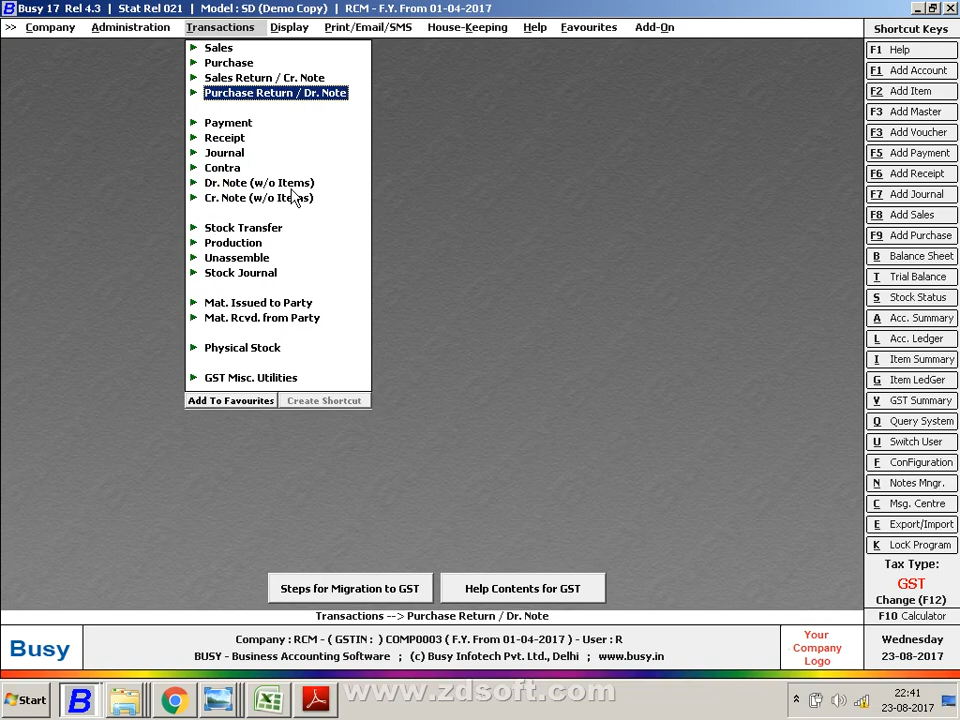 Busy 17 Rel 4.3 | Stat Rel 021 | Model : SD (Demo Copy) | RCM - F.Y. From 01-04-2017
>> Company Administration Transactions Display Print/Email/SMS House-Keeping Help Favourites Add-On
Sales
Purchase
Sales Return / Cr. Note
Purchase Return / Dr. Note
Payment
Receipt
Journal
Contra
Dr. Note (w/o Items)
Cr. Note (w/o Items)
Stock Transfer
Production
Unassemble
Stock Journal
Mat. Issued to Party
Mat. Rcvd. from Party
Physical Stock
GST Misc. Utilities
Add To Favourites Create Shortcut
Shortcut Keys
F1 Help
F1 Add Account
F2 Add Item
F3 Add Master
F3 Add Voucher
F5 Add Payment
F6 Add Receipt
F7 Add Journal
F8 Add Sales
F9 Add Purchase
B Balance Sheet
T Trial Balance
S Stock Status
A Acc. Summary
L Acc. Ledger
I Item Summary
G Item LedGer
V GST Summary
Q Query System
U Switch User
F ConFiguration
N Notes Mngr.
C Msg. Centre
E Export/Import
K LocK Program
Tax Type:
GST
Change (F12)
F10 Calculator
Steps for Migration to GST Help Contents for GST
Transactions --> Purchase Return / Dr. Note
Busy
Company : RCM - ( GSTIN : ) COMP0003 ( F.Y. From 01-04-2017 ) - User : R
BUSY - Business Accounting Software ; (c) Busy Infotech Pvt. Ltd., Delhi ; www.busy.in
Your
Company
Logo
Wednesday
23-08-2017
Start
www.zdsoft.com
22:41
23-08-2017